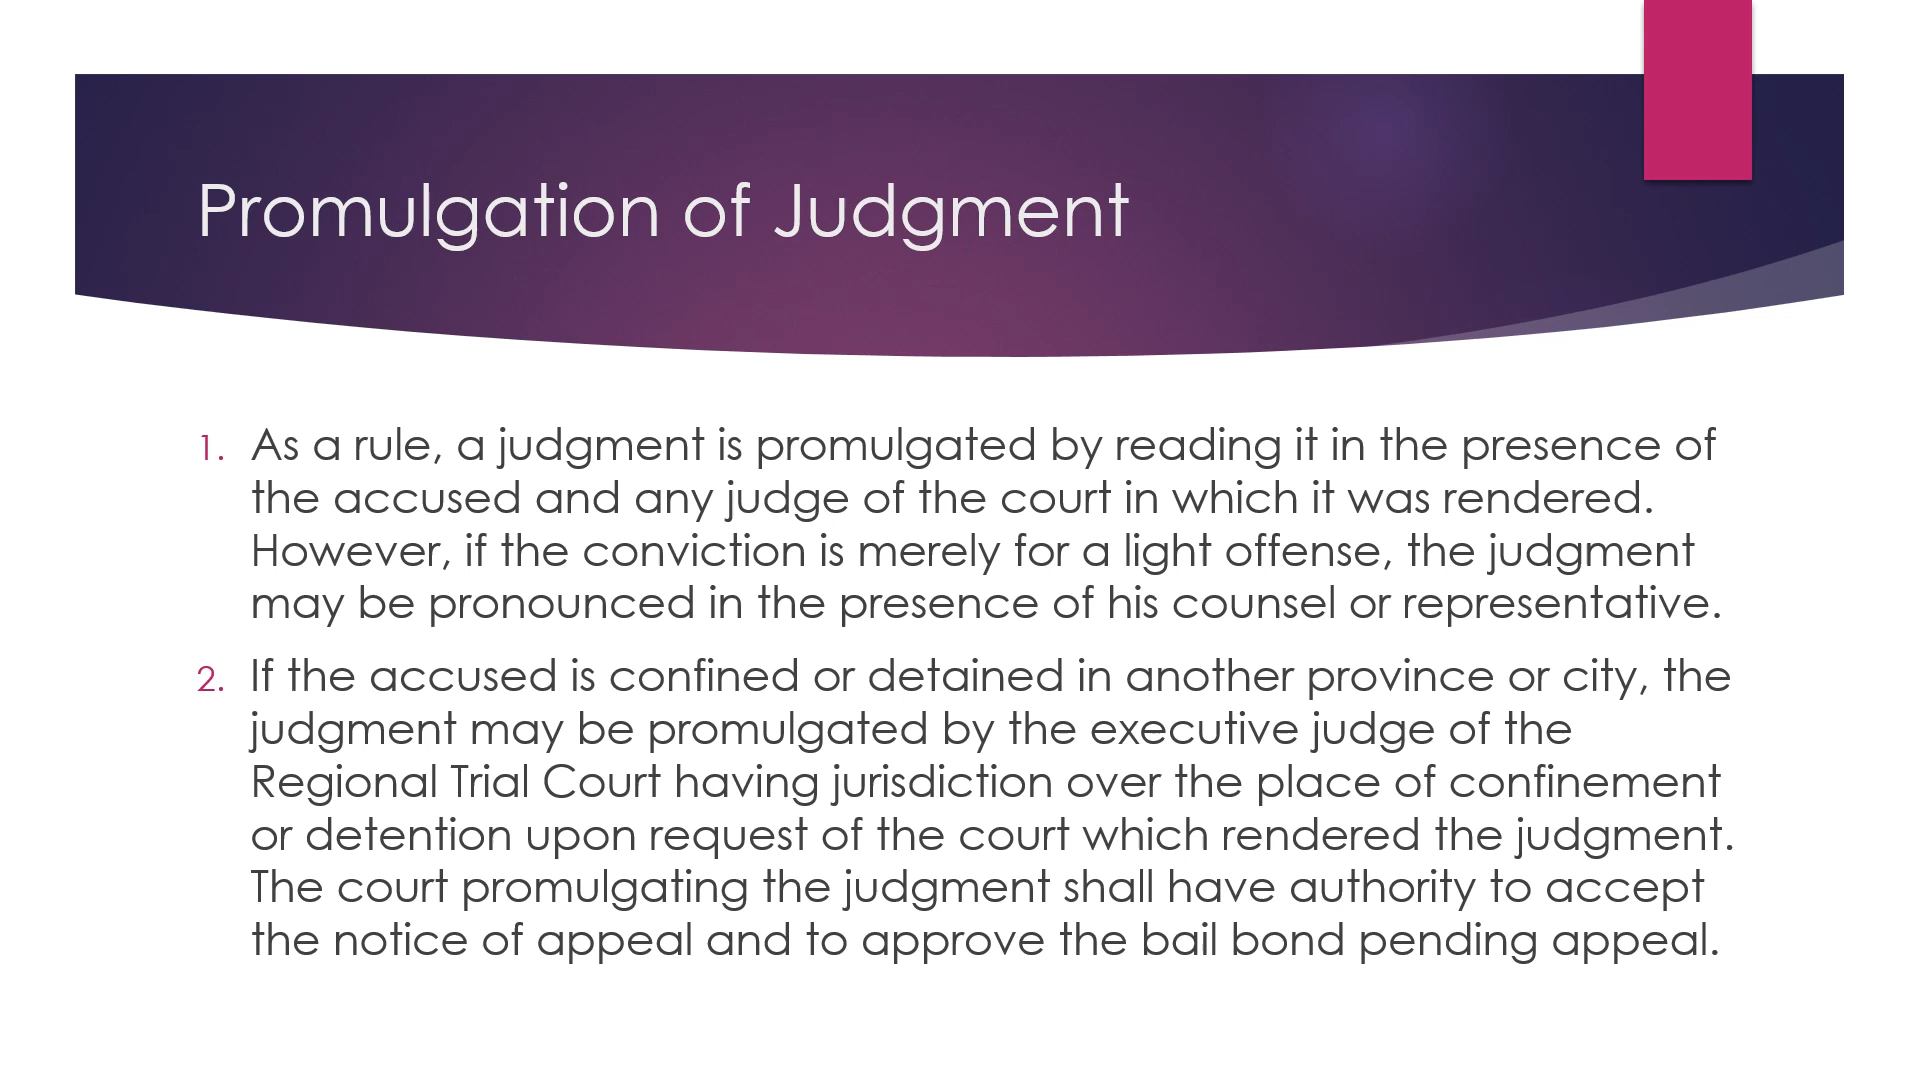 Promulgation of Judgment
1. As a rule, a judgment is promulgated by reading it in the presence of
the accused and any judge of the court in which it was rendered.
However, if the conviction is merely for a light offense, the judgment
may be pronounced in the presence of his counsel or representative.
2. If the accused is confined or detained in another province or city, the
judgment may be promulgated by the executive judge of the
Regional Trial Court having jurisdiction over the place of confinement
or detention upon request of the court which rendered the judgment.
The court promulgating the judgment shall have authority to accept
the notice of appeal and to approve the bail bond pending appeal.